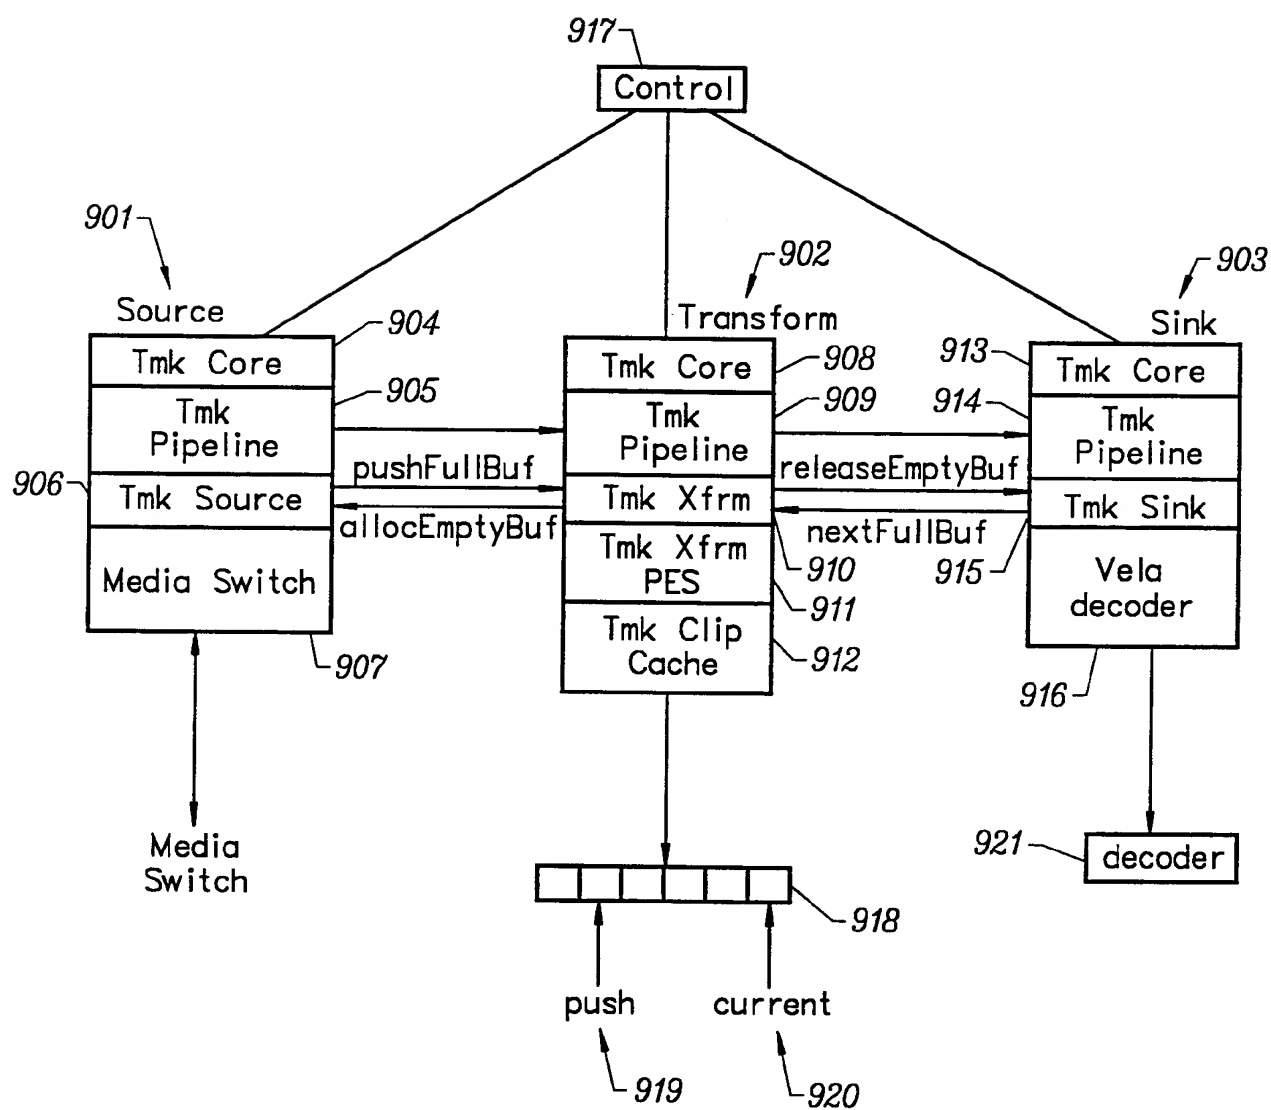 917
Control
901
Source
904
Tmk Core
905
Tmk
Pipeline
906
Tmk Source
Media Switch
907
Media
Switch
pushFullBuf
allocEmptyBuf
902
Transform
908
Tmk Core
909
Tmk
Pipeline
Tmk Xfrm
910
Tmk Xfrm
PES
911
Tmk Clip
Cache
912
releaseEmptyBuf
nextFullBuf
903
Sink
913
Tmk Core
914
Tmk
Pipeline
Tmk Sink
915
Vela
decoder
916
921
decoder
918
push
current
919
920